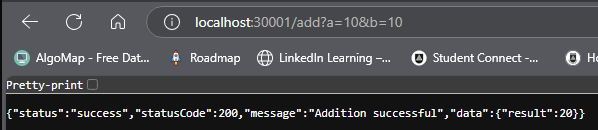 localhost:30001/add?a=10&b=10
AlgoMap - Free Dat...
Roadmap
LinkedIn Learning –...
Student Connect -...
Ho
Pretty-print
{"status":"success","statusCode":200,"message":"Addition successful","data":{"result":20}}